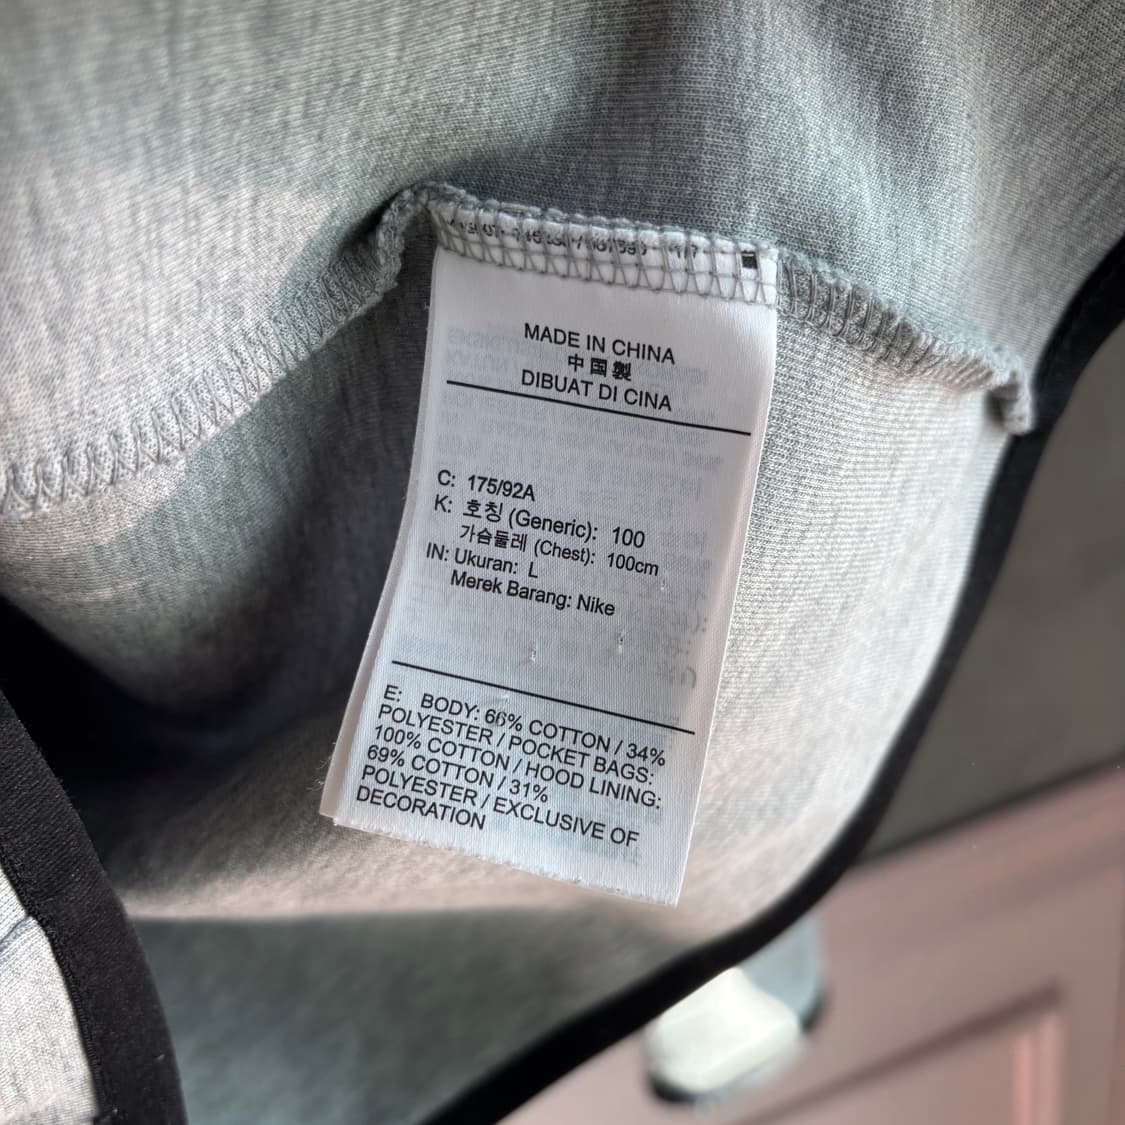 MADE IN CHINA
中国製
DIBUAT DI CINA
C: 175/92A
K: 호칭 (Generic): 100
가슴둘레 (Chest): 100cm
IN: Ukuran: L
Merek Barang: Nike
E: BODY: 66% COTTON / 34%
POLYESTER / POCKET BAGS:
100% COTTON / HOOD LINING:
69% COTTON / 31%
POLYESTER / EXCLUSIVE OF
DECORATION